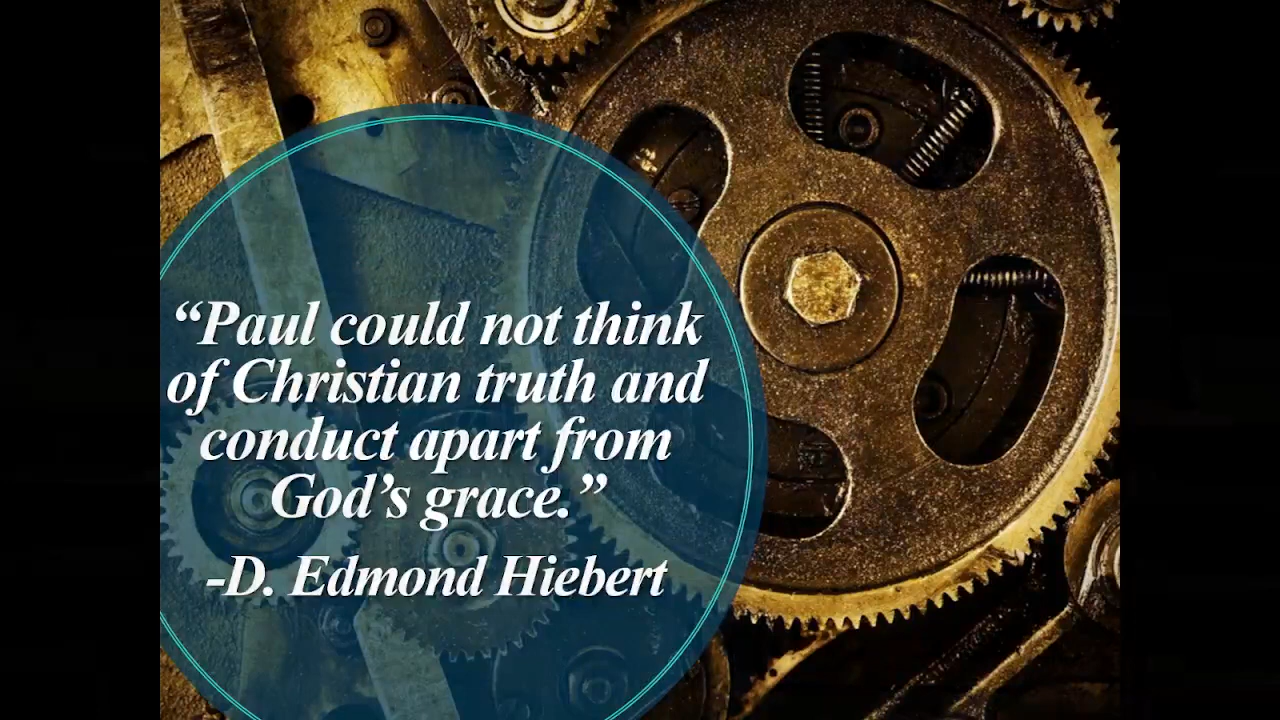 “Paul could not think
of Christian truth and
conduct apart from
God’s grace.”
-D. Edmond Hiebert